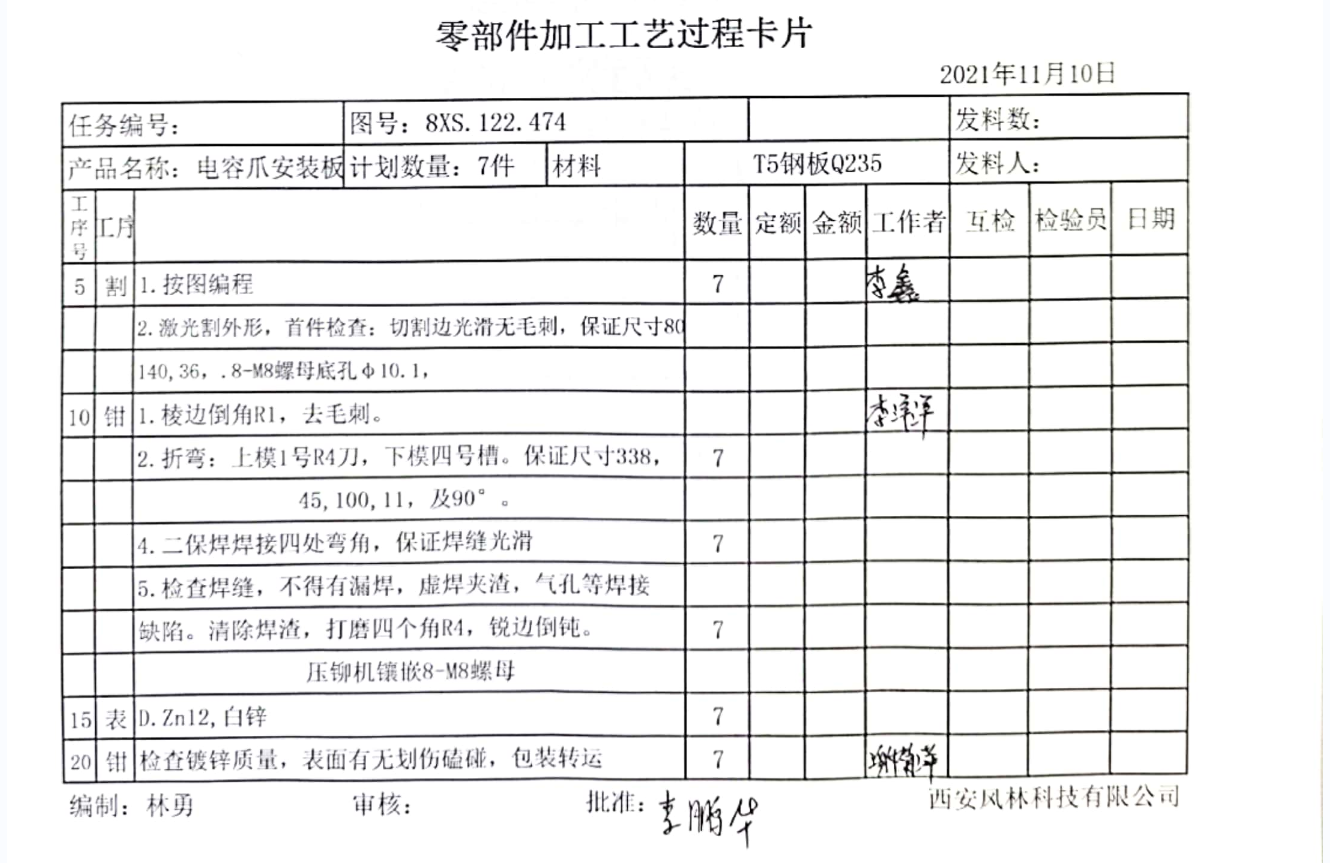 零部件加工工艺过程卡片
2021年11月10日
任务编号： 图号：8XS.122.474 发料数：
产品名称：电容爪安装板 计划数量：7件 材料 T5钢板Q235 发料人：
工序号 工序 数量 定额 金额 工作者 互检 检验员 日期
5 割 1.按图编程 7 李鑫
2.激光割外形，首件检查：切割边光滑无毛刺，保证尺寸80
140,36，.8-M8螺母底孔φ10.1，
10 钳 1.棱边倒角R1，去毛刺。 李洋洋
2.折弯：上模1号R4刀，下模四号槽。保证尺寸338， 7
45,100,11，及90°。
4.二保焊焊接四处弯角，保证焊缝光滑 7
5.检查焊缝，不得有漏焊，虚焊夹渣，气孔等焊接
缺陷。清除焊渣，打磨四个角R4，锐边倒钝。 7
压铆机镶嵌8-M8螺母
15 表 D.Zn12,白锌 7
20 钳 检查镀锌质量，表面有无划伤磕碰，包装转运 7
编制：林勇 审核： 批准：李鹏华 西安风林科技有限公司